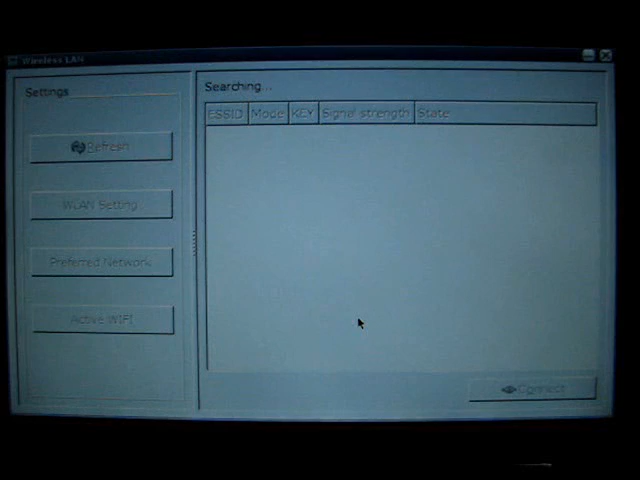 Wireless LAN
Settings
Refresh
WLAN Setting
Preferred Network
Active WIFI
Searching...
ESSID Mode KEY Signal strength State
Connect